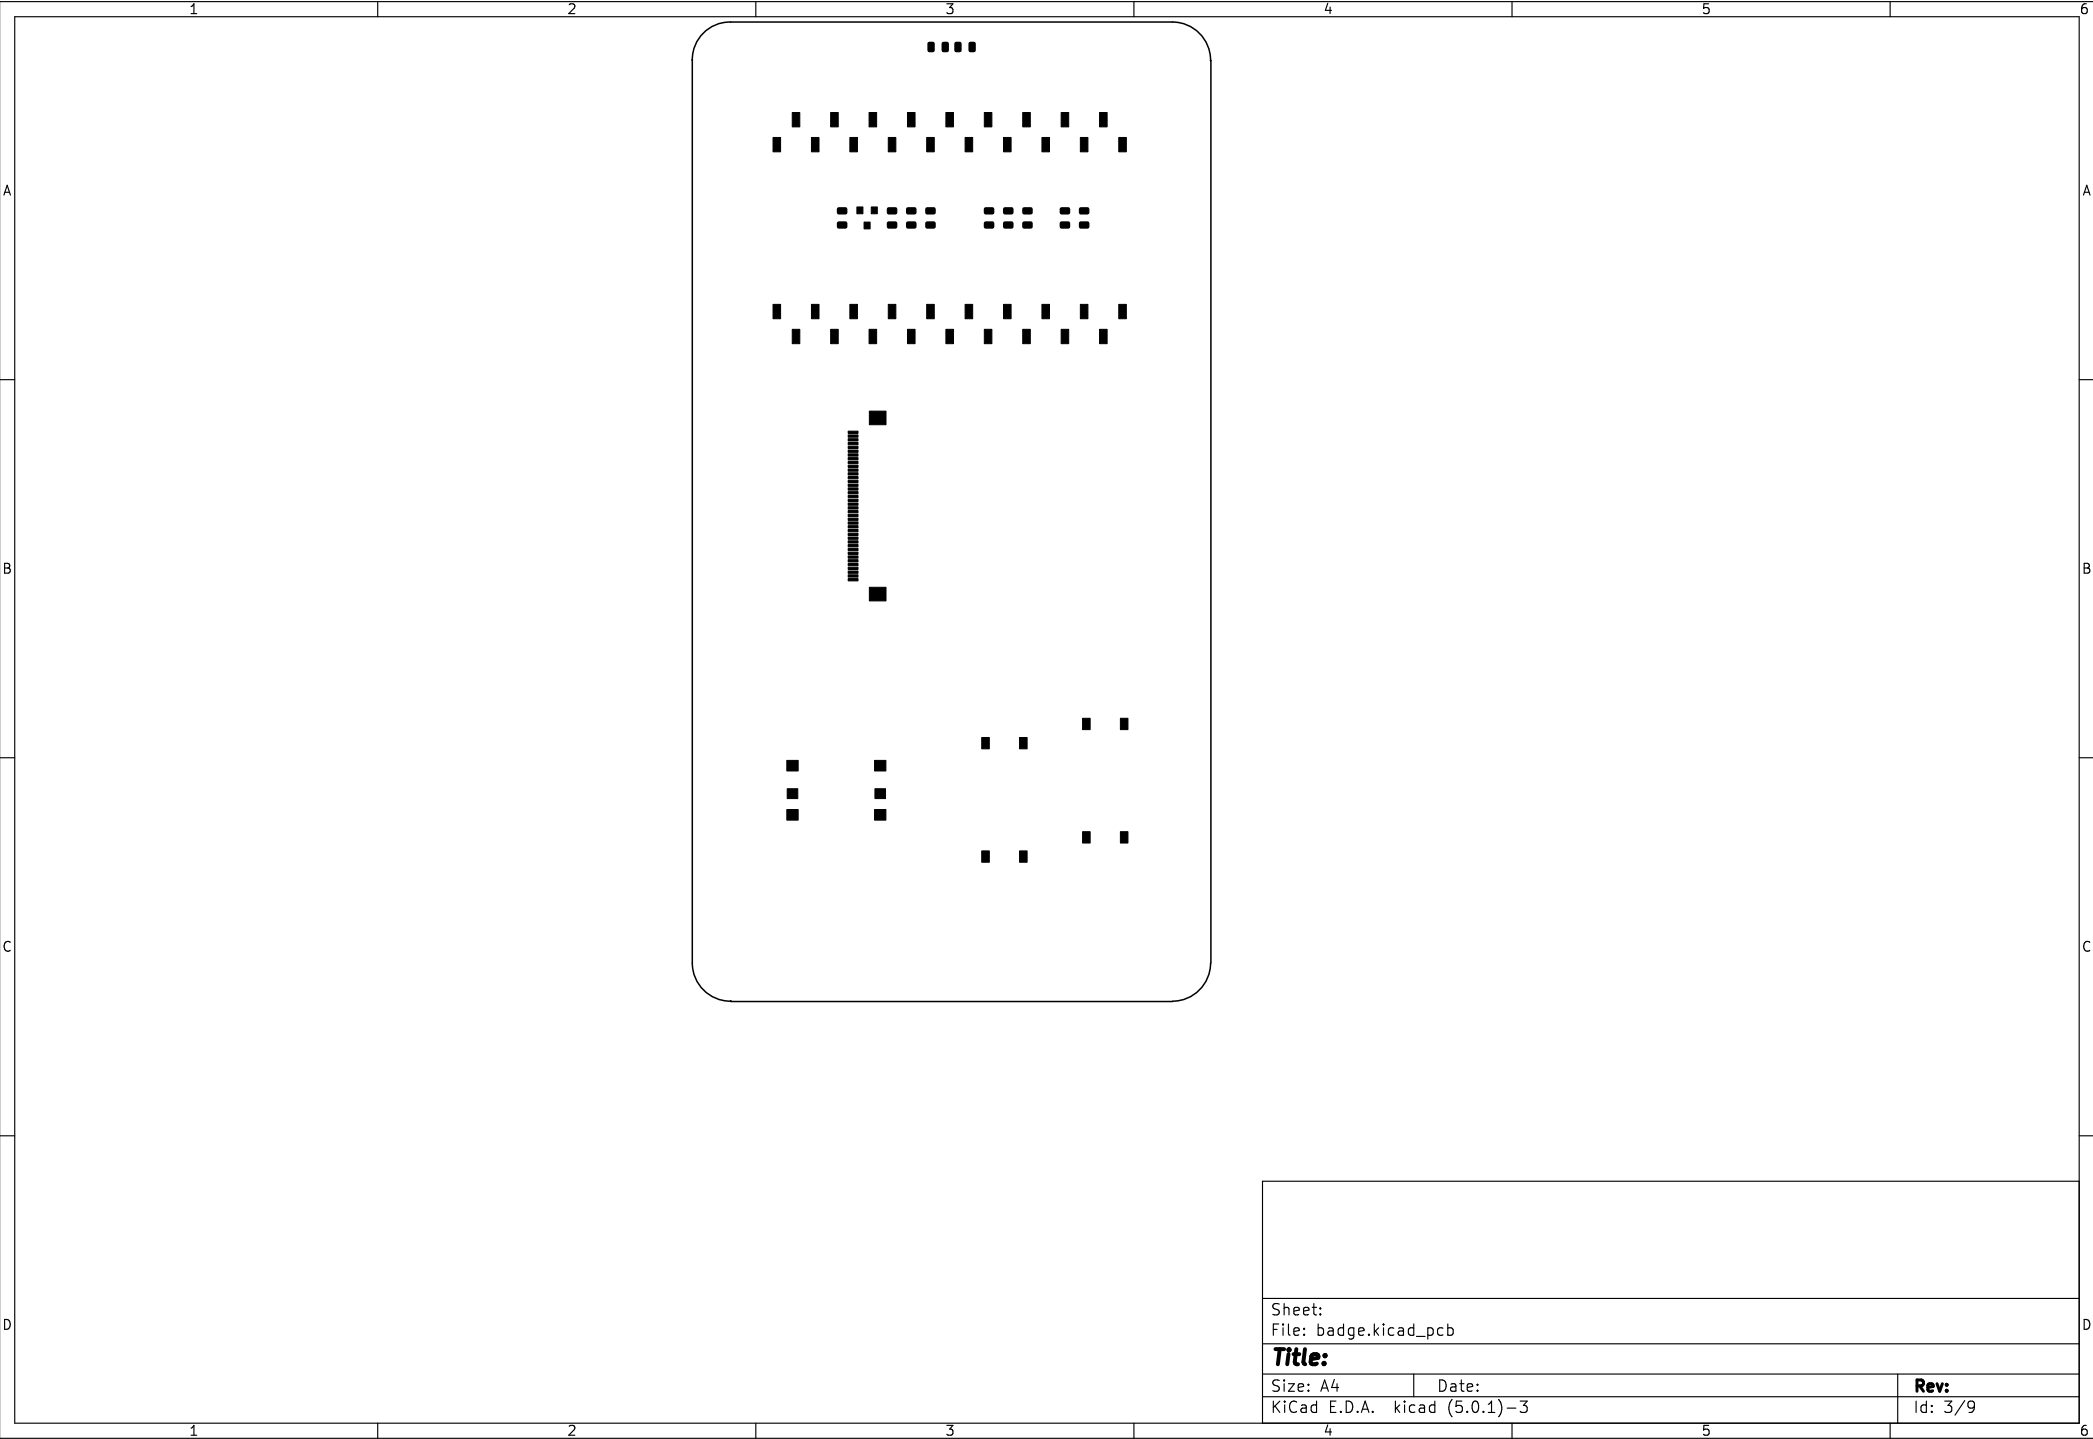 1 2 3 4 5 6
A A
B B
C C
D D
Sheet:
File: badge.kicad_pcb
Title:
Size: A4 Date: Rev:
KiCad E.D.A. kicad (5.0.1)-3 Id: 3/9
1 2 3 4 5 6